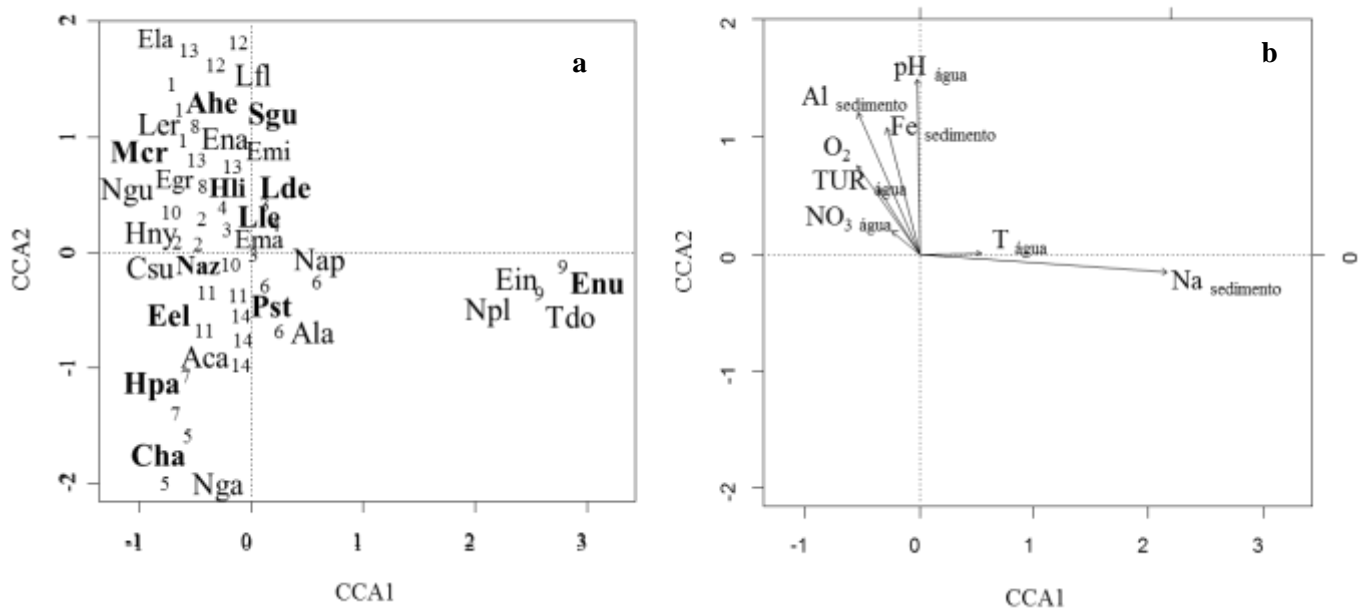 a
2
1
0
-1
-2
CCA2
Ela
13
12
12
Lfl
1
Ahe
1
Sgu
Ler
8
1
Ena
Mcr
Emi
13
13
Egr
8
Hli
Lde
Ngu
10
2
4
Lfe
3
Hny
2
2
Ema
Csu
Naz
10
Nap
6
6
11
11
14
Pst
Eel
11
14
6
Ala
Aca
14
Hpa
7
7
5
Cha
5
Nga
9
Ein
9
Enu
Npl
Tdo
-1
0
1
2
3
CCA1
b
2
1
0
-1
-2
CCA2
pH água
Al sedimento
Fe sedimento
O2
TUR água
NO3 água
T água
Na sedimento
0
-1
0
1
2
3
CCA1